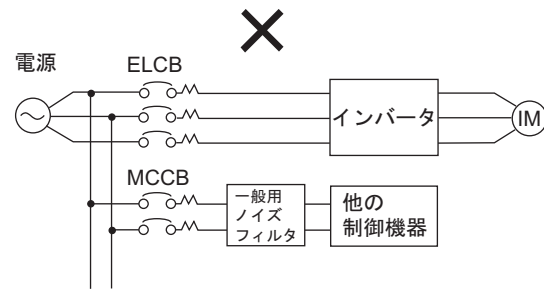 電源
ELCB
インバータ
IM
MCCB
一般用
ノイズ
フィルタ
他の
制御機器